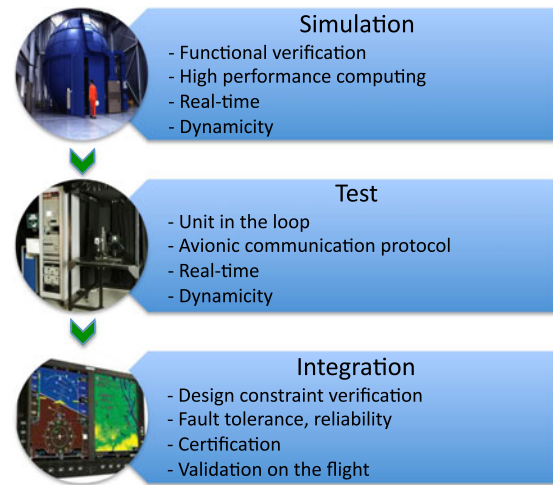 Simulation
- Functional verification
- High performance computing
- Real-time
- Dynamicity
Test
- Unit in the loop
- Avionic communication protocol
- Real-time
- Dynamicity
Integration
- Design constraint verification
- Fault tolerance, reliability
- Certification
- Validation on the flight